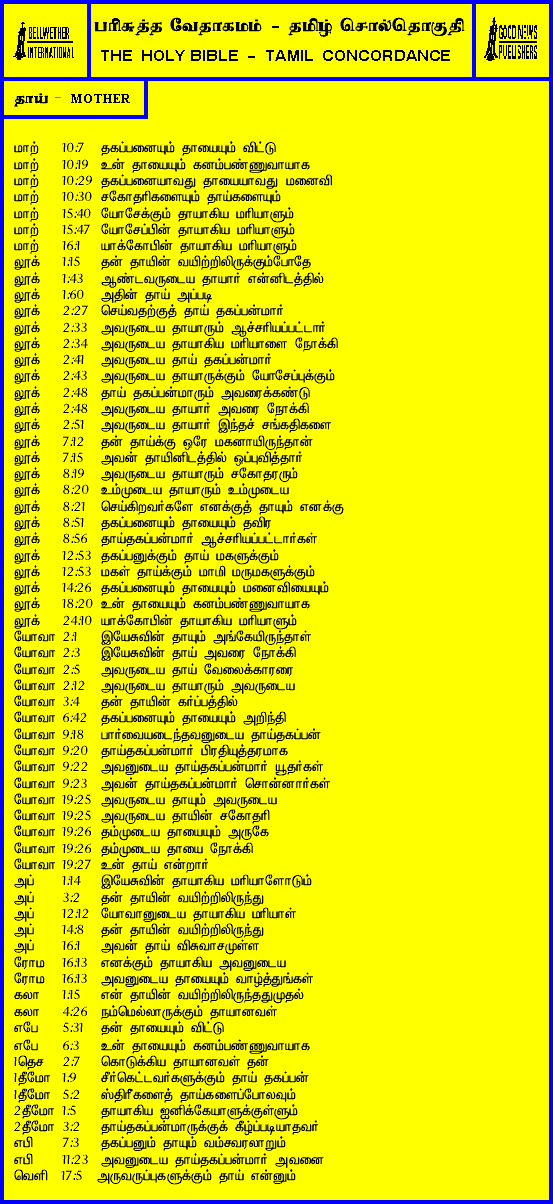 BELLWETHER
INTERNATIONAL
பரிசுத்த வேதாகமம் - தமிழ் சொல்தொகுதி
THE HOLY BIBLE - TAMIL CONCORDANCE
GOOD NEWS
PUBLISHERS
தாய் - MOTHER
மாற் 10:7 தகப்பனையும் தாயையும் விட்டு
மாற் 10:19 உன் தாயையும் கனம்பண்ணுவாயாக
மாற் 10:29 தகப்பனையாவது தாயையாவது மனைவி
மாற் 10:30 சகோதரிகளையும் தாய்களையும்
மாற் 15:40 யோசேக்கும் தாயாகிய மரியாளும்
மாற் 15:47 யோசேப்பின் தாயாகிய மரியாளும்
மாற் 16:1 யாக்கோபின் தாயாகிய மரியாளும்
லூக் 1:15 தன் தாயின் வயிற்றிலிருக்கும்போதே
லூக் 1:43 ஆண்டவருடைய தாயார் என்னிடத்தில்
லூக் 1:60 அதின் தாய் அப்படி
லூக் 2:27 செய்வதற்குத் தாய் தகப்பன்மார்
லூக் 2:33 அவருடைய தாயாரும் ஆச்சரியப்பட்டார்
லூக் 2:34 அவருடைய தாயாகிய மரியாளை நோக்கி
லூக் 2:41 அவருடைய தாய் தகப்பன்மார்
லூக் 2:43 அவருடைய தாயாருக்கும் யோசேப்புக்கும்
லூக் 2:48 தாய் தகப்பன்மாரும் அவரைக்கண்டு
லூக் 2:48 அவருடைய தாயார் அவரை நோக்கி
லூக் 2:51 அவருடைய தாயார் இந்தச் சங்கதிகளை
லூக் 7:12 தன் தாய்க்கு ஒரே மகனாயிருந்தான்
லூக் 7:15 அவன் தாயினிடத்தில் ஒப்புவித்தார்
லூக் 8:19 அவருடைய தாயாரும் சகோதரரும்
லூக் 8:20 உம்முடைய தாயாரும் உம்முடைய
லூக் 8:21 செய்கிறவர்களே எனக்குத் தாயும் எனக்கு
லூக் 8:51 தகப்பனையும் தாயையும் தவிர
லூக் 8:56 தாய்தகப்பன்மார் ஆச்சரியப்பட்டார்கள்
லூக் 12:53 தகப்பனுக்கும் தாய் மகளுக்கும்
லூக் 12:53 மகள் தாய்க்கும் மாமி மருமகளுக்கும்
லூக் 14:26 தகப்பனையும் தாயையும் மனைவியையும்
லூக் 18:20 உன் தாயையும் கனம்பண்ணுவாயாக
லூக் 24:10 யாக்கோபின் தாயாகிய மரியாளும்
யோவா 2:1 இயேசுவின் தாயும் அங்கேயிருந்தாள்
யோவா 2:3 இயேசுவின் தாய் அவரை நோக்கி
யோவா 2:5 அவருடைய தாய் வேலைக்காரரை
யோவா 2:12 அவருடைய தாயாரும் அவருடைய
யோவா 3:4 தன் தாயின் கர்ப்பத்தில்
யோவா 6:42 தகப்பனையும் தாயையும் அறிந்தி
யோவா 9:18 பார்வையடைந்தவனுடைய தாய்தகப்பன்
யோவா 9:20 தாய்தகப்பன்மார் பிரதியுத்தரமாக
யோவா 9:22 அவனுடைய தாய்தகப்பன்மார் யூதர்கள்
யோவா 9:23 அவன் தாய்தகப்பன்மார் சொன்னார்கள்
யோவா 19:25 அவருடைய தாயும் அவருடைய
யோவா 19:25 அவருடைய தாயின் சகோதரி
யோவா 19:26 தம்முடைய தாயையும் அருகே
யோவா 19:26 தம்முடைய தாயை நோக்கி
யோவா 19:27 உன் தாய் என்றார்
அப் 1:14 இயேசுவின் தாயாகிய மரியாளோடும்
அப் 3:2 தன் தாயின் வயிற்றிலிருந்து
அப் 12:12 யோவானுடைய தாயாகிய மரியாள்
அப் 14:8 தன் தாயின் வயிற்றிலிருந்து
அப் 16:1 அவன் தாய் விசுவாசமுள்ள
ரோம 16:13 எனக்கும் தாயாகிய அவனுடைய
ரோம 16:13 அவனுடைய தாயையும் வாழ்த்துங்கள்
கலா 1:15 என் தாயின் வயிற்றிலிருந்ததுமுதல்
கலா 4:26 நம்மெல்லாருக்கும் தாயானவள்
எபே 5:31 தன் தாயையும் விட்டு
எபே 6:3 உன் தாயையும் கனம்பண்ணுவாயாக
1தெச 2:7 கொடுக்கிய தாயானவள் தன்
1தீமோ 1:9 சீர்கெட்டவர்களுக்கும் தாய் தகப்பன்
1தீமோ 5:2 ஸ்திரீகளைத் தாய்களைப்போலவும்
2தீமோ 1:5 தாயாகிய ஐனிக்கேயாளுக்குள்ளும்
2தீமோ 3:2 தாய்தகப்பன்மாருக்குக் கீழ்ப்படியாதவர்
எபி 7:3 தகப்பனும் தாயும் வம்சவரலாறும்
எபி 11:23 அவனுடைய தாய்தகப்பன்மார் அவனை
வெளி 17:5 அருவருப்புகளுக்கும் தாய் என்னும்